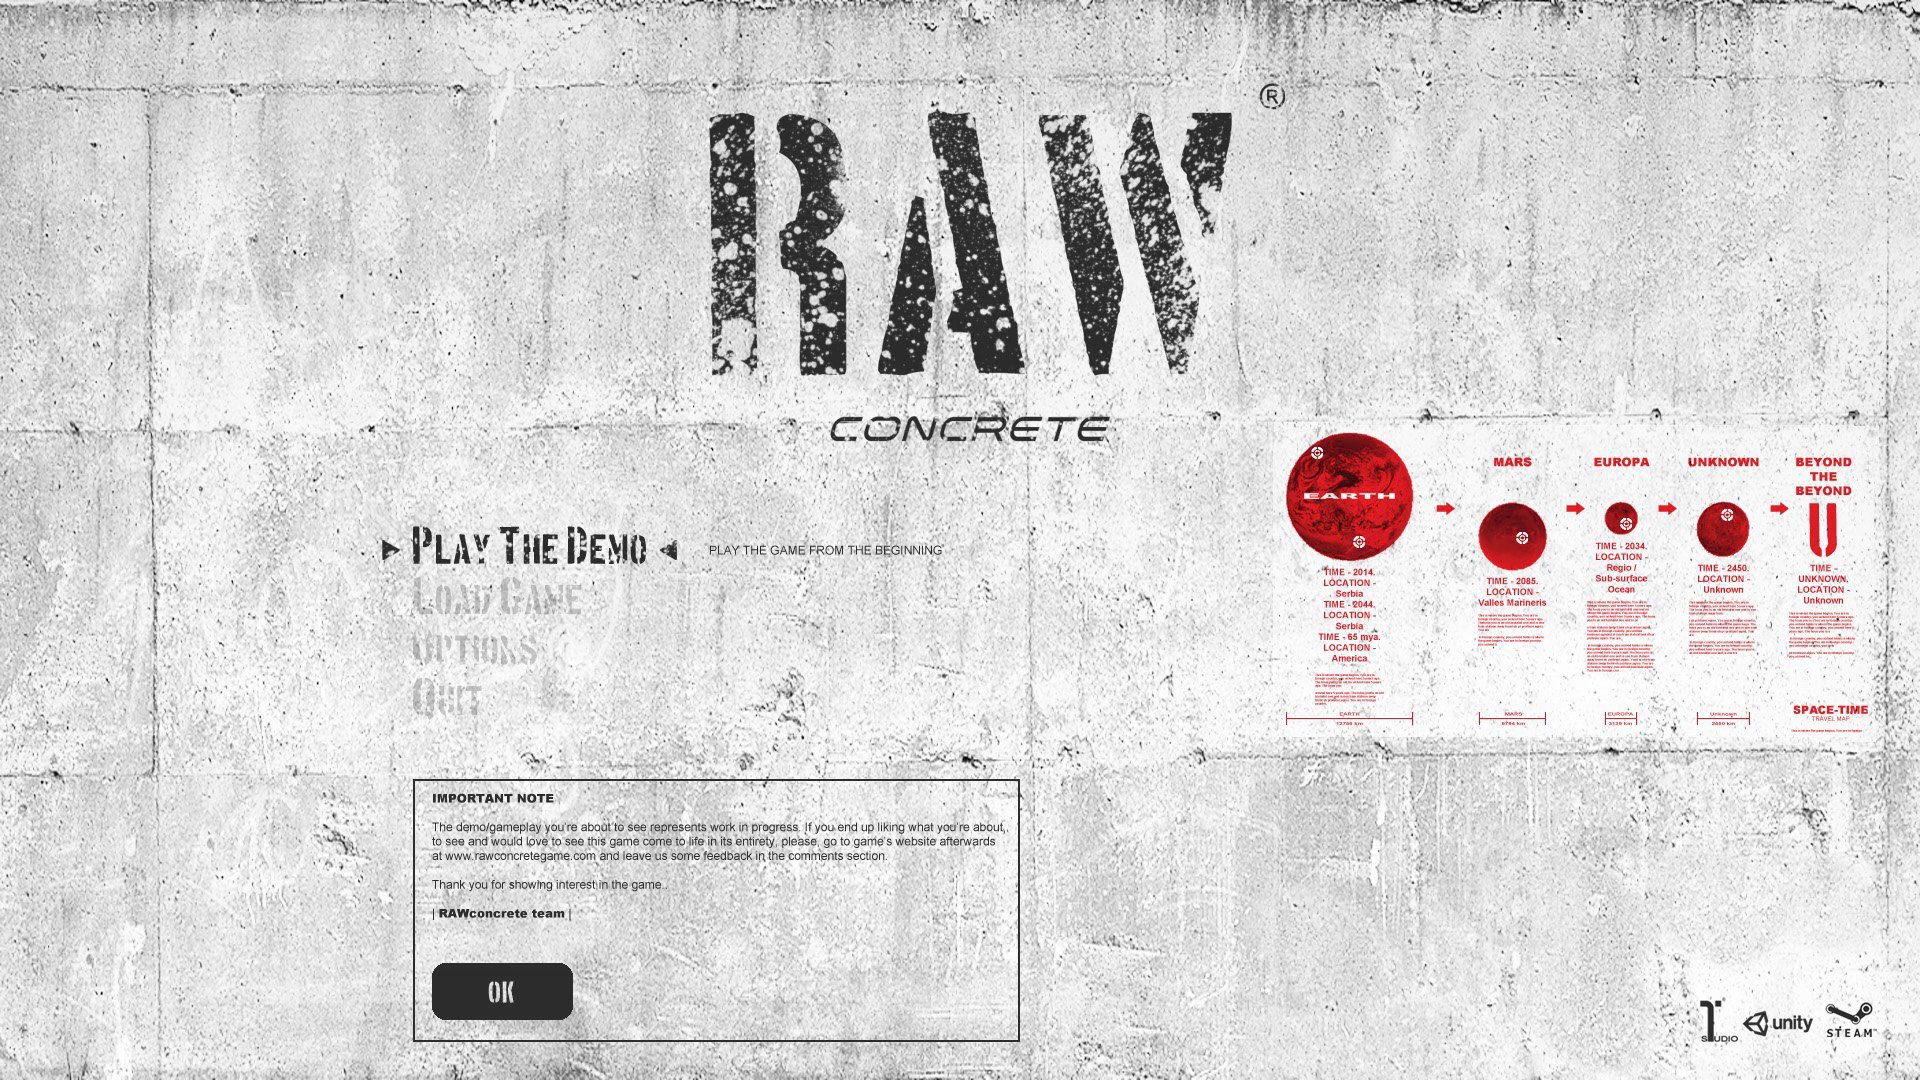 RAW®
CONCRETE
PLAY THE DEMO
PLAY THE GAME FROM THE BEGINNING
LOAD GAME
OPTIONS
QUIT
IMPORTANT NOTE
The demo/gameplay you're about to see represents work in progress. If you end up liking what you're about,
to see and would love to see this game come to life in its entirety, please, go to game's website afterwards
at www.rawconcretegame.com and leave us some feedback in the comments section.
Thank you for showing interest in the game.
| RAWconcrete team |
OK
EARTH
TIME - 2014.
LOCATION -
Serbia
TIME - 2044.
LOCATION -
Serbia
TIME - 65 mya.
LOCATION -
America
EARTH
MARS
TIME - 2085.
LOCATION -
Valles Marineris
MARS
6794 km
EUROPA
TIME - 2034.
LOCATION -
Regio /
Sub-surface
Ocean
EUROPA
UNKNOWN
TIME - 2450.
LOCATION -
Unknown
Unknown
BEYOND
THE
BEYOND
TIME -
UNKNOWN.
LOCATION -
Unknown
SPACE-TIME
TRAVEL MAP
STUDIO
unity
STEAM